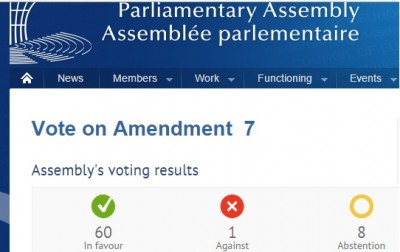 Parliamentary Assembly
Assemblée parlementaire
News Members Work Functioning Events
Vote on Amendment 7
Assembly's voting results
60 1 8
In favour Against Abstention